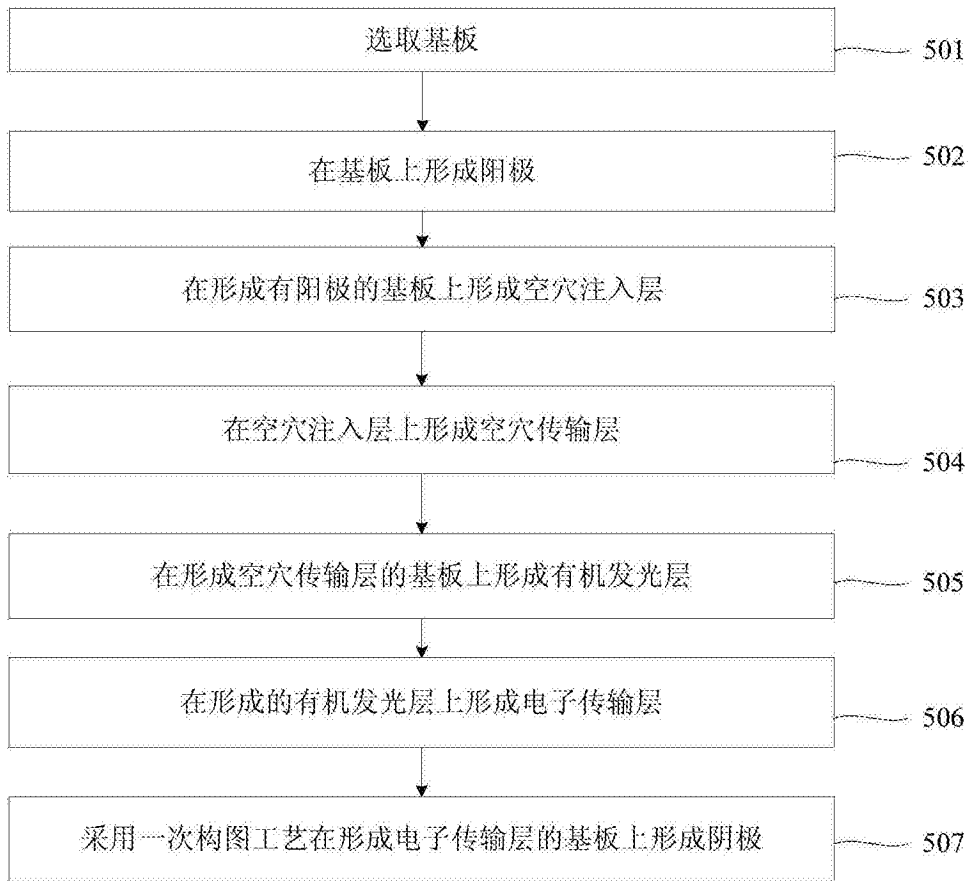 选取基板
501
在基板上形成阳极
502
在形成有阳极的基板上形成空穴注入层
503
在空穴注入层上形成空穴传输层
504
在形成空穴传输层的基板上形成有机发光层
505
在形成的有机发光层上形成电子传输层
506
采用一次构图工艺在形成电子传输层的基板上形成阴极
507